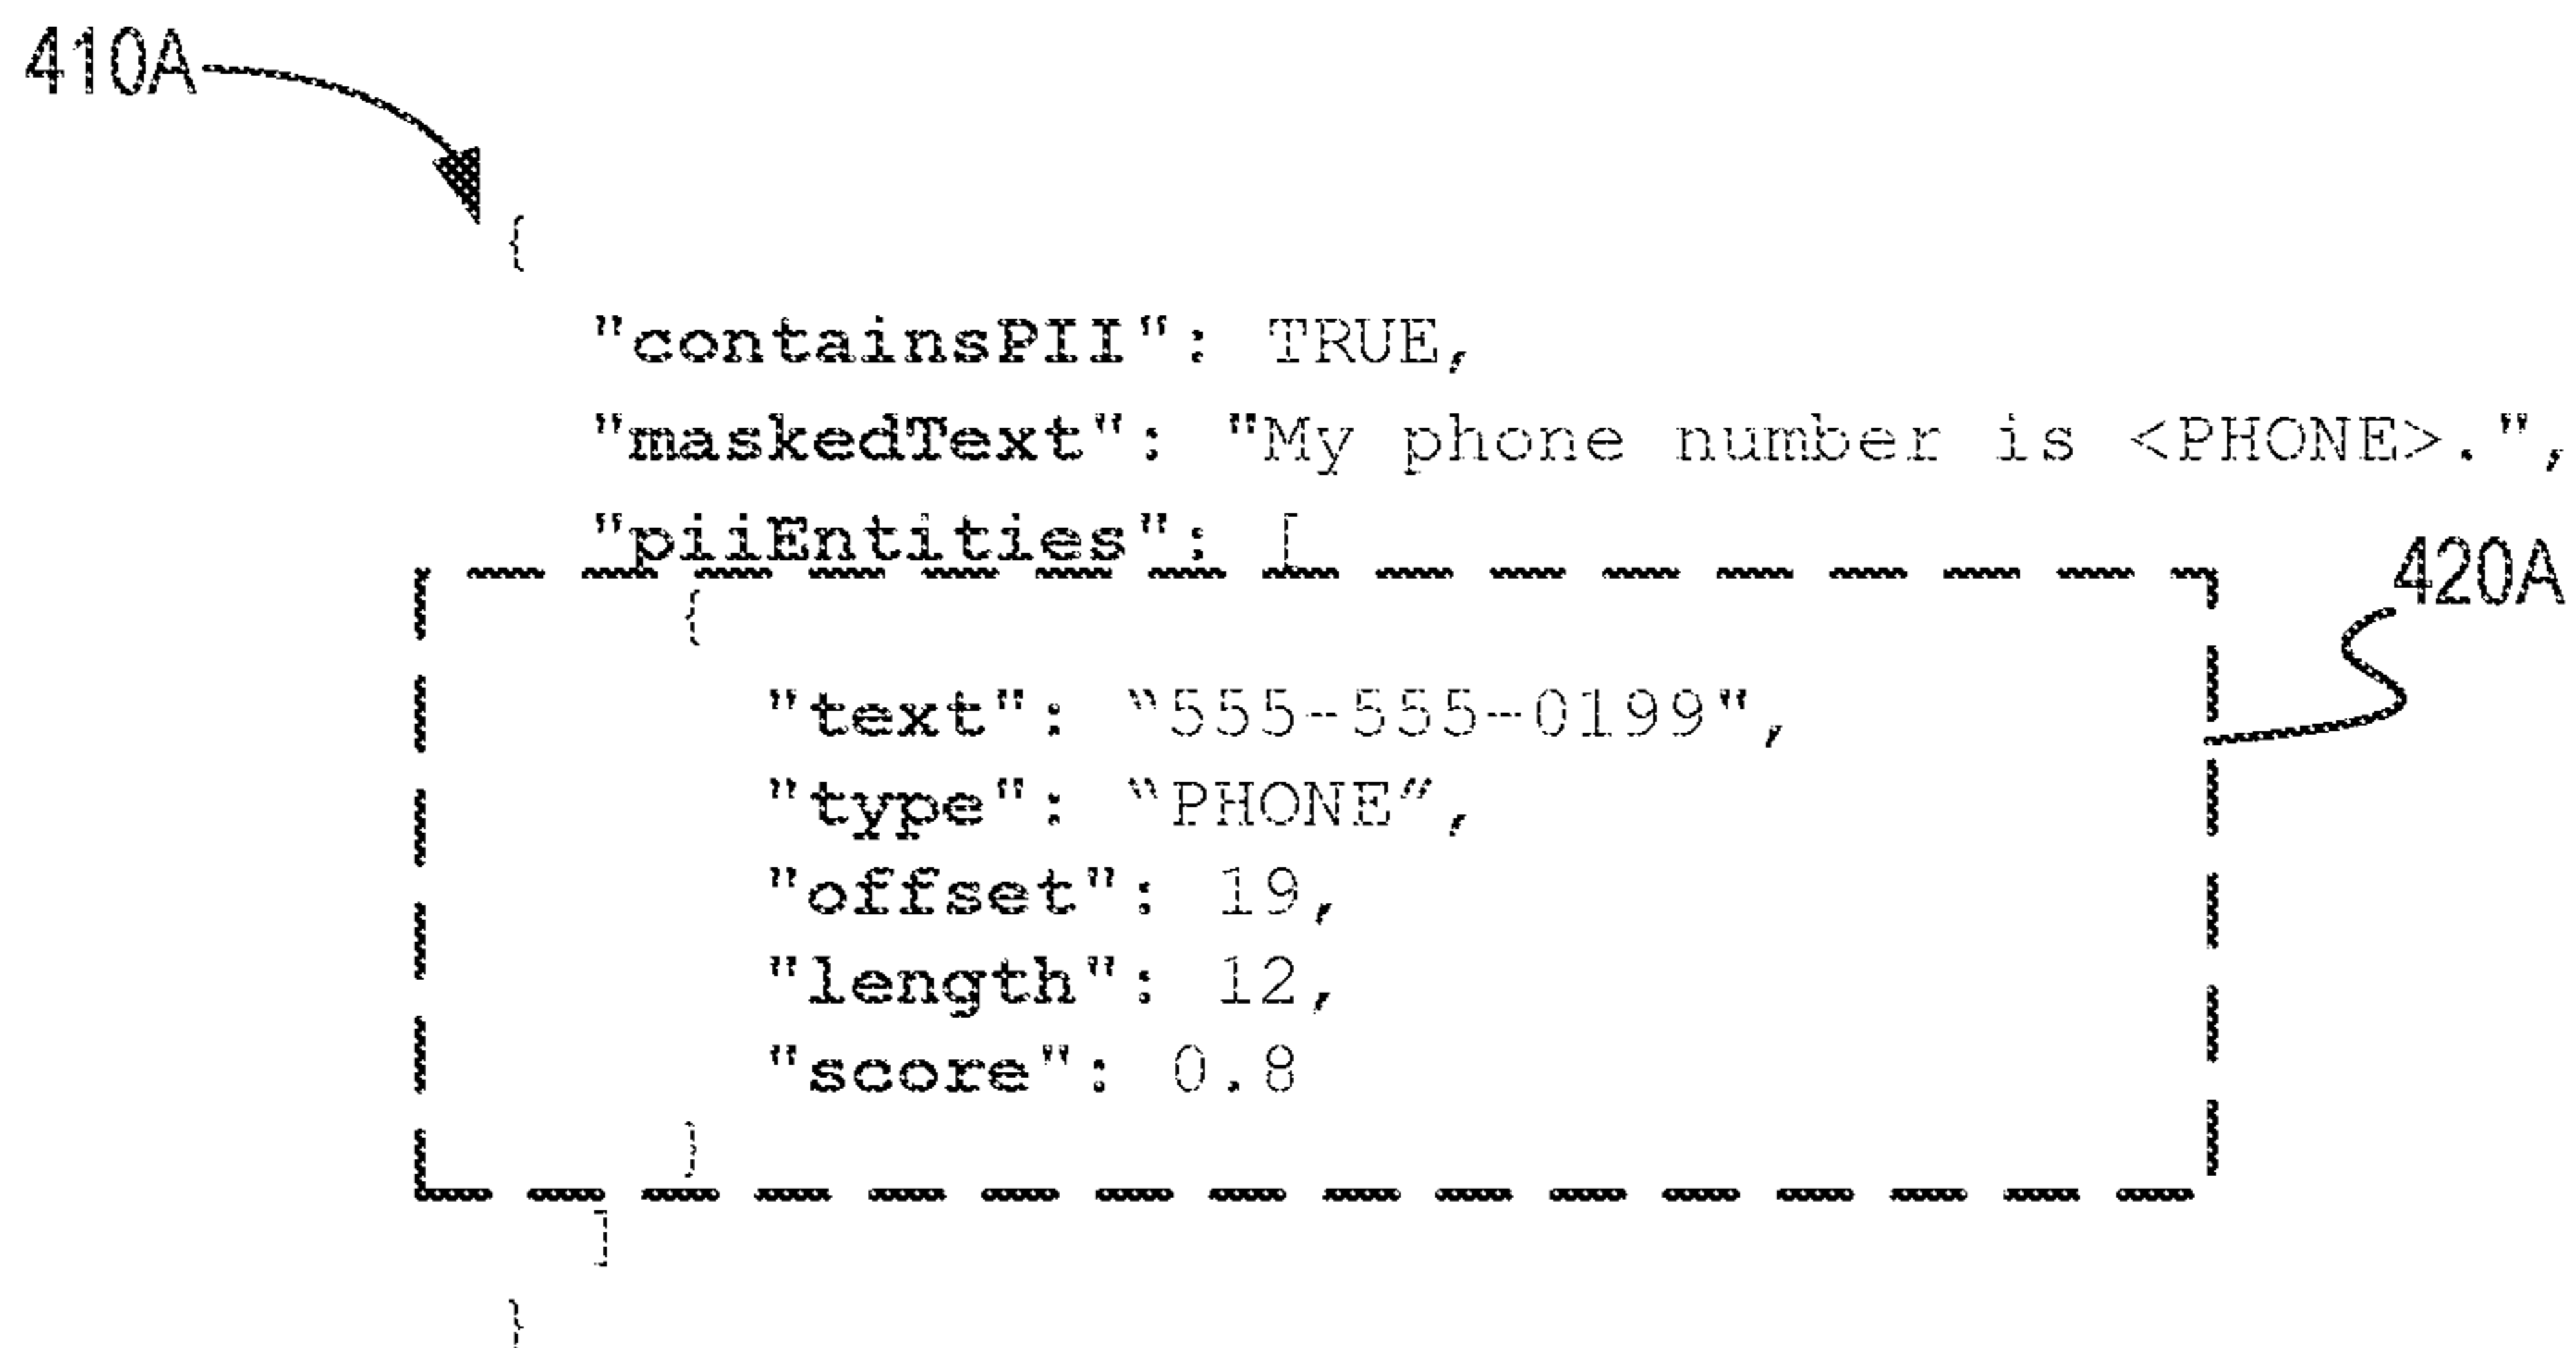 410A
{
"containsPII": TRUE,
"maskedText": "My phone number is <PHONE>.",
"piiEntities": [
420A
{
"text": “555-555-0199",
"type": “PHONE”,
"offset": 19,
"length": 12,
"score": 0.8
}
]
}